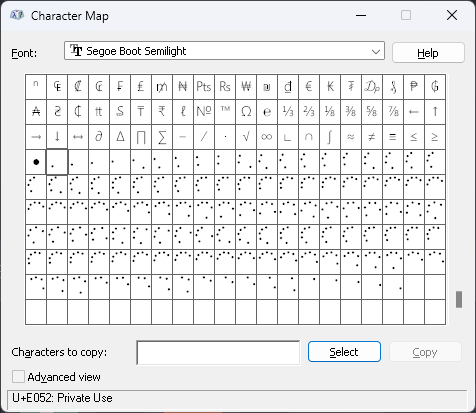 Character Map
Font: Segoe Boot Semilight Help
ⁿ ₠ ₡ ₢ ₣ ₤ ₥ ₦ Pts Rs ₩ ₪ ₫ € ₭ ₮ ₯ ₰ ₱ ₲
₳ ₴ ₵ ₶ ₷ ₸ ₹ ℓ № ™ Ω ℮ ⅓ ⅔ ⅛ ⅜ ⅝ ⅞ ← ↑
→ ↓ ↔ ∂ ∆ ∏ ∑ − ∕ ∙ √ ∞ ∟ ∩ ∫ ≈ ≠ ≡ ≤ ≥
Characters to copy: Select Copy
Advanced view
U+E052: Private Use